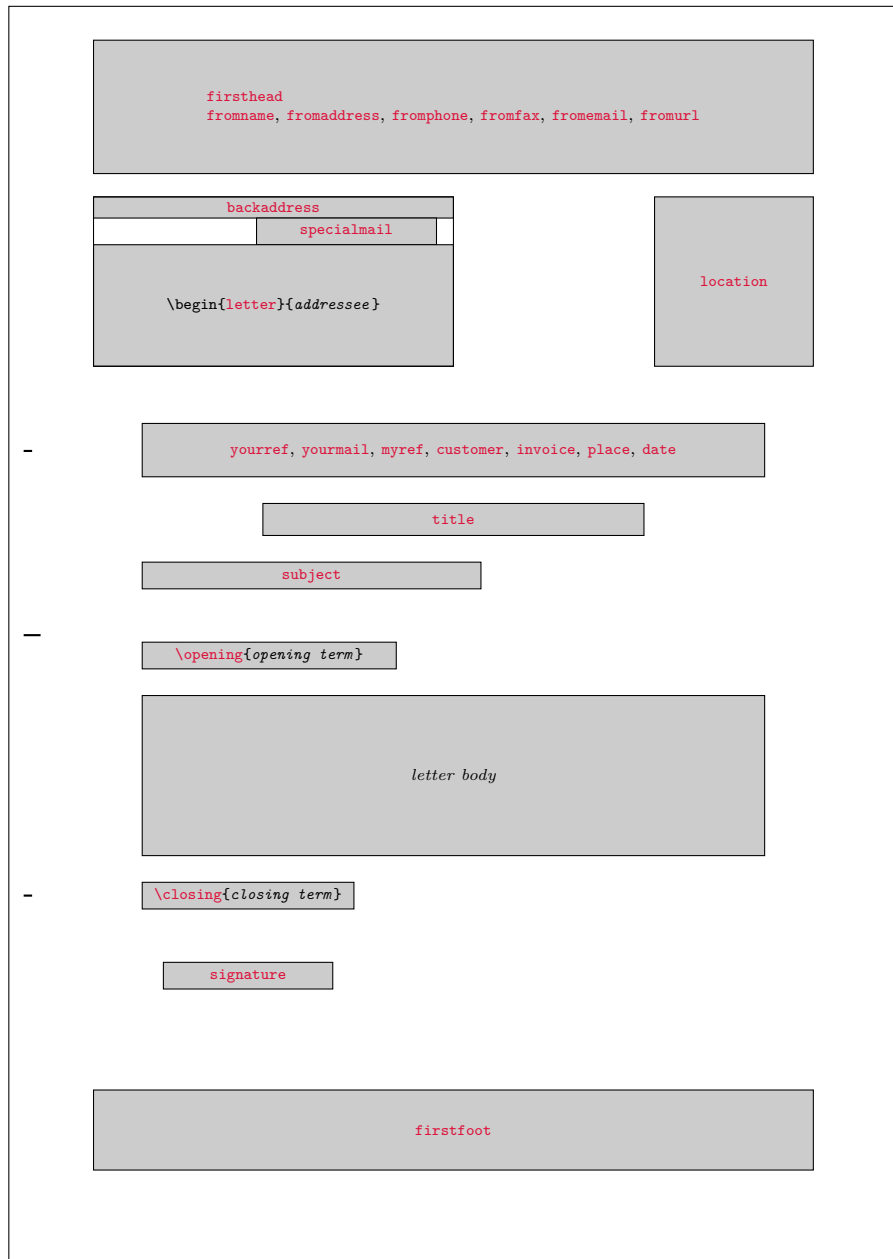 firsthead
fromname, fromaddress, fromphone, fromfax, fromemail, fromurl
backaddress
specialmail
\begin{letter}{addressee}
location
yourref, yourmail, myref, customer, invoice, place, date
title
subject
\opening{opening term}
letter body
\closing{closing term}
signature
firstfoot